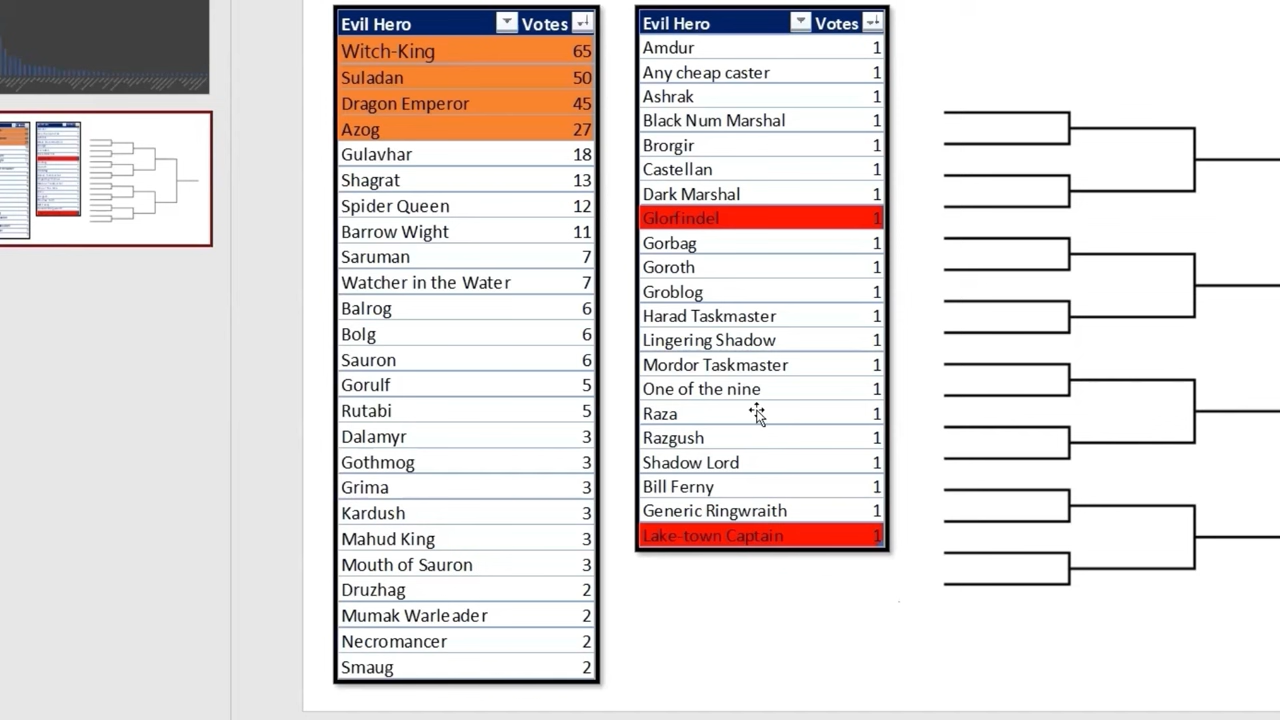 Evil Hero Votes
Witch-King 65
Suladan 50
Dragon Emperor 45
Azog 27
Gulavhar 18
Shagrat 13
Spider Queen 12
Barrow Wight 11
Saruman 7
Watcher in the Water 7
Balrog 6
Bolg 6
Sauron 6
Gorulf 5
Rutabi 5
Dalamyr 3
Gothmog 3
Grima 3
Kardush 3
Mahud King 3
Mouth of Sauron 3
Druzhag 2
Mumak Warleader 2
Necromancer 2
Smaug 2
Evil Hero Votes
Amdur 1
Any cheap caster 1
Ashrak 1
Black Num Marshal 1
Brorgir 1
Castellan 1
Dark Marshal 1
Glorfindel 1
Gorbag 1
Goroth 1
Groblog 1
Harad Taskmaster 1
Lingering Shadow 1
Mordor Taskmaster 1
One of the nine 1
Raza 1
Razgush 1
Shadow Lord 1
Bill Ferny 1
Generic Ringwraith 1
Lake-town Captain 1